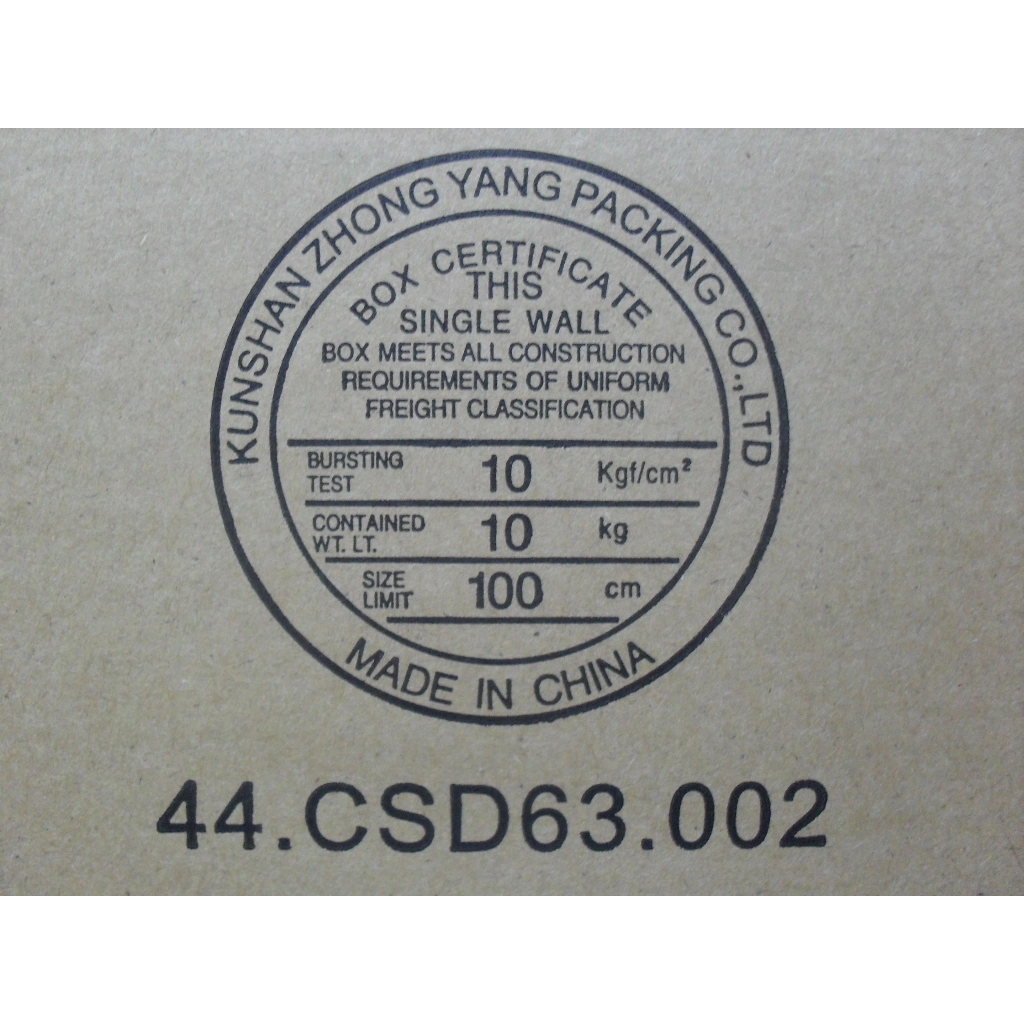 KUNSHAN ZHONG YANG PACKING CO.,LTD
BOX CERTIFICATE
THIS
SINGLE WALL
BOX MEETS ALL CONSTRUCTION
REQUIREMENTS OF UNIFORM
FREIGHT CLASSIFICATION
BURSTING TEST 10 Kgf/cm²
CONTAINED WT. LT. 10 kg
SIZE LIMIT 100 cm
MADE IN CHINA
44.CSD63.002